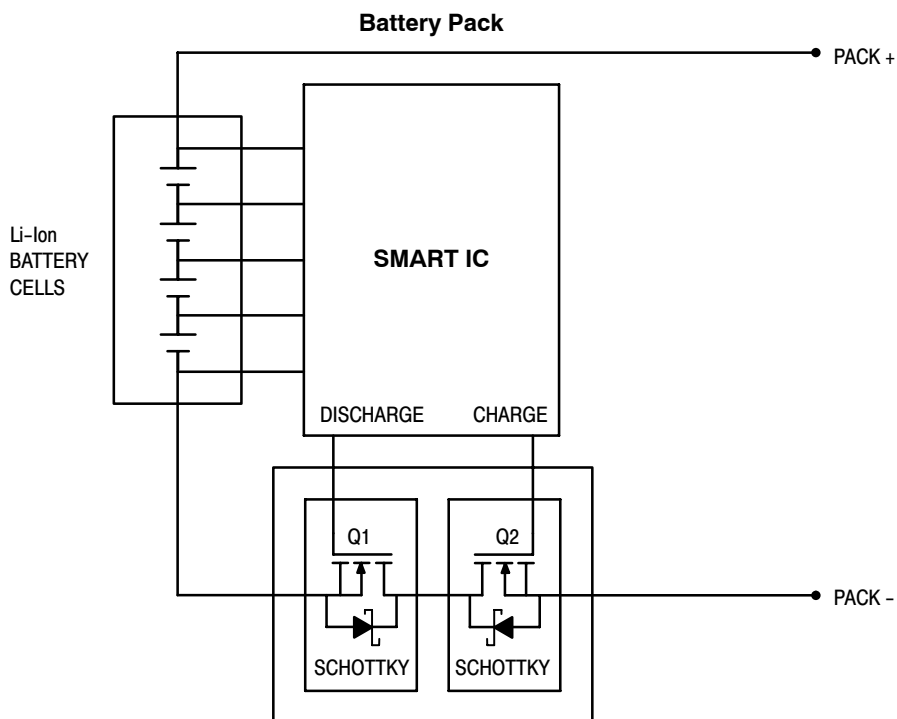 Battery Pack
PACK +
Li-Ion
BATTERY
CELLS
SMART IC
DISCHARGE
CHARGE
Q1
Q2
PACK -
SCHOTTKY
SCHOTTKY